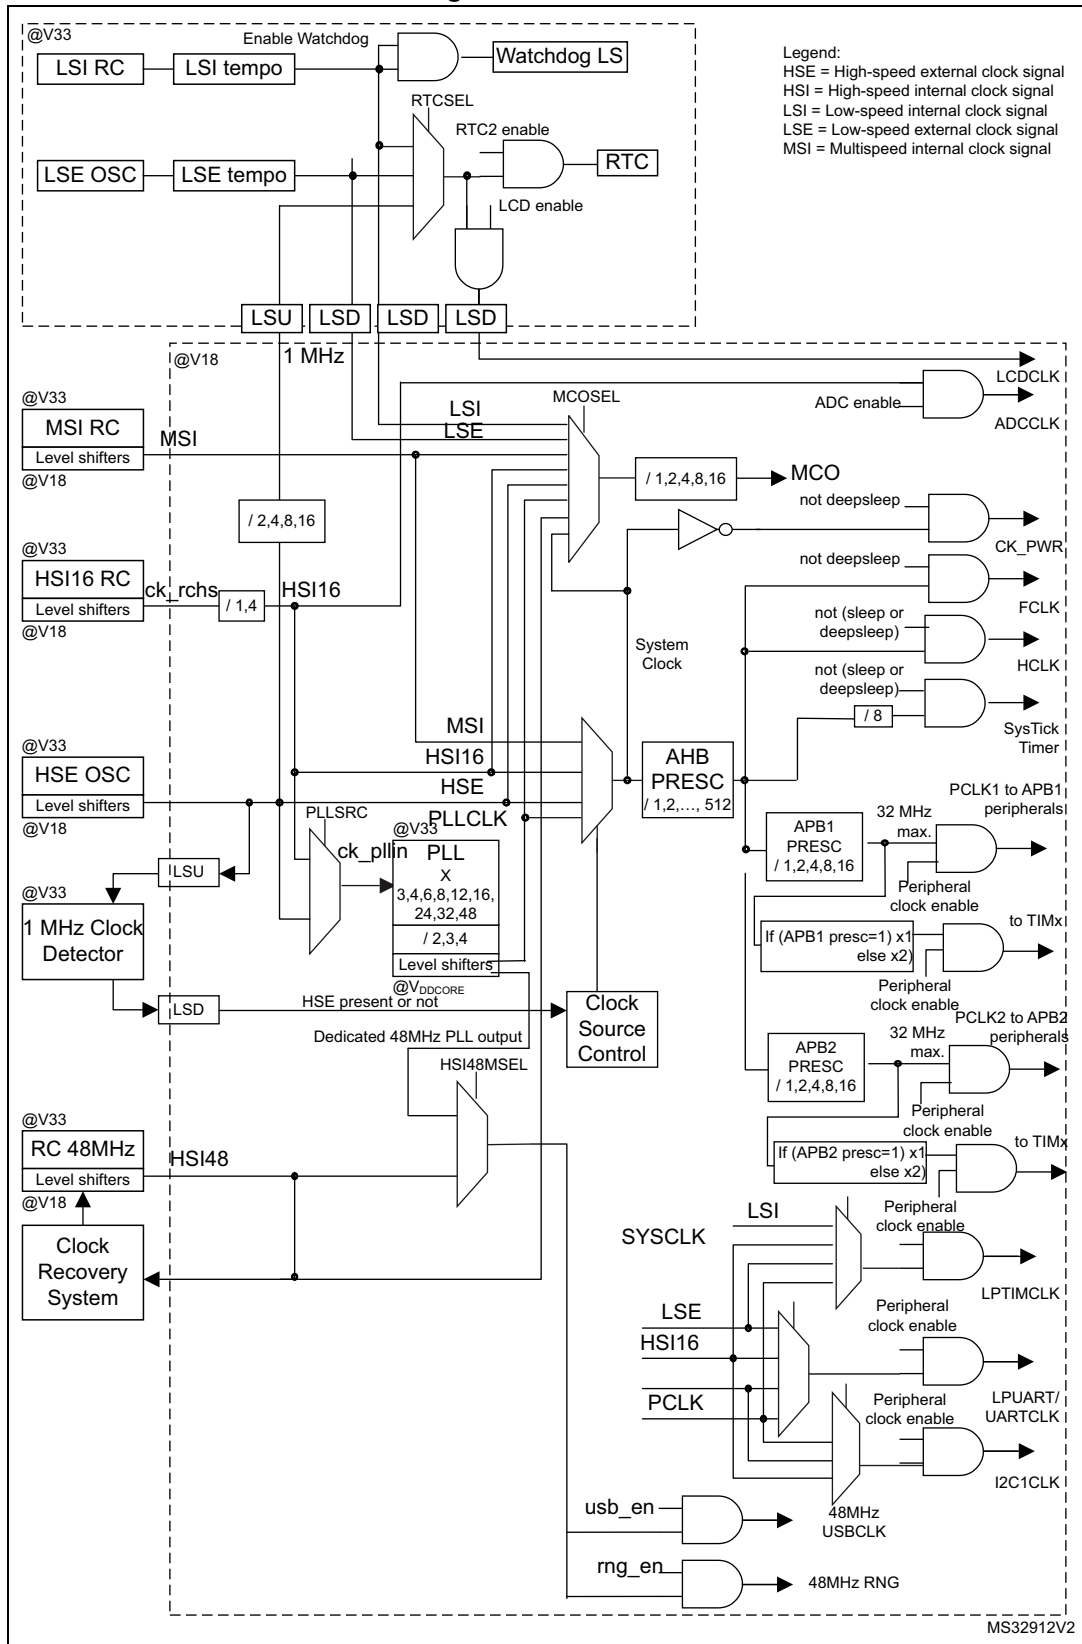 @V33
Enable Watchdog
LSI RC
LSI tempo
Watchdog LS
Legend:
HSE = High-speed external clock signal
HSI = High-speed internal clock signal
LSI = Low-speed internal clock signal
LSE = Low-speed external clock signal
MSI = Multispeed internal clock signal
RTCSEL
RTC2 enable
LSE OSC
LSE tempo
RTC
LCD enable
LSU
LSD
LSD
LSD
@V18
1 MHz
LCDCLK
@V33
MSI RC
Level shifters
@V18
MSI
LSI
LSE
MCOSEL
ADC enable
ADCCLK
/ 1,2,4,8,16
MCO
/ 2,4,8,16
not deepsleep
CK_PWR
@V33
HSI16 RC
Level shifters
@V18
ck_rchs
/ 1,4
HSI16
not deepsleep
FCLK
not (sleep or
deepsleep)
HCLK
System
Clock
not (sleep or
deepsleep)
/ 8
SysTick
Timer
@V33
HSE OSC
Level shifters
@V18
MSI
HSI16
HSE
PLLCLK
AHB
PRESC
/ 1,2,..., 512
PCLK1 to APB1
peripherals
32 MHz
max.
APB1
PRESC
/ 1,2,4,8,16
Peripheral
clock enable
PLLSRC
ck_pllin
@V33
PLL
X
3,4,6,8,12,16,
24,32,48
/ 2,3,4
Level shifters
@VDDCORE
LSU
@V33
1 MHz Clock
Detector
LSD
HSE present or not
Clock
Source
Control
If (APB1 presc=1) x1
else x2)
to TIMx
Peripheral
clock enable
PCLK2 to APB2
peripherals
32 MHz
max.
APB2
PRESC
/ 1,2,4,8,16
Peripheral
clock enable
Dedicated 48MHz PLL output
HSI48MSEL
@V33
RC 48MHz
Level shifters
@V18
HSI48
Clock
Recovery
System
If (APB2 presc=1) x1
else x2)
to TIMx
Peripheral
clock enable
LSI
SYSCLK
LPTIMCLK
LSE
HSI16
PCLK
Peripheral
clock enable
LPUART/
UARTCLK
Peripheral
clock enable
I2C1CLK
usb_en
48MHz
USBCLK
rng_en
48MHz RNG
MS32912V2